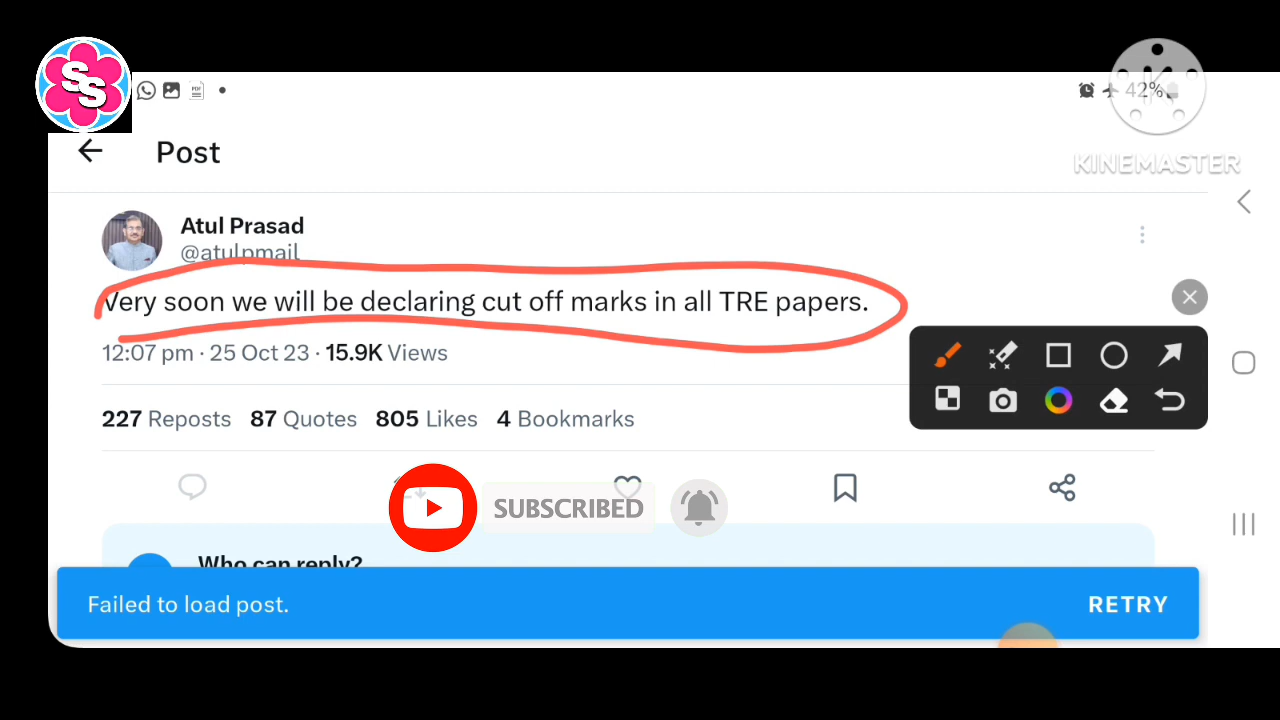 SS
PDF
42%
KINEMASTER
Post
Atul Prasad
@atulpmail
Very soon we will be declaring cut off marks in all TRE papers.
12:07 pm · 25 Oct 23 · 15.9K Views
227 Reposts 87 Quotes 805 Likes 4 Bookmarks
SUBSCRIBED
Who can reply?
Failed to load post. RETRY